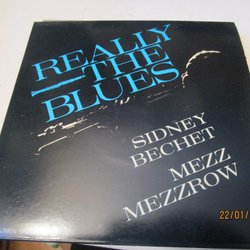 REALLY
THE
BLUES
SIDNEY
BECHET
MEZZ
MEZZROW
22/01/